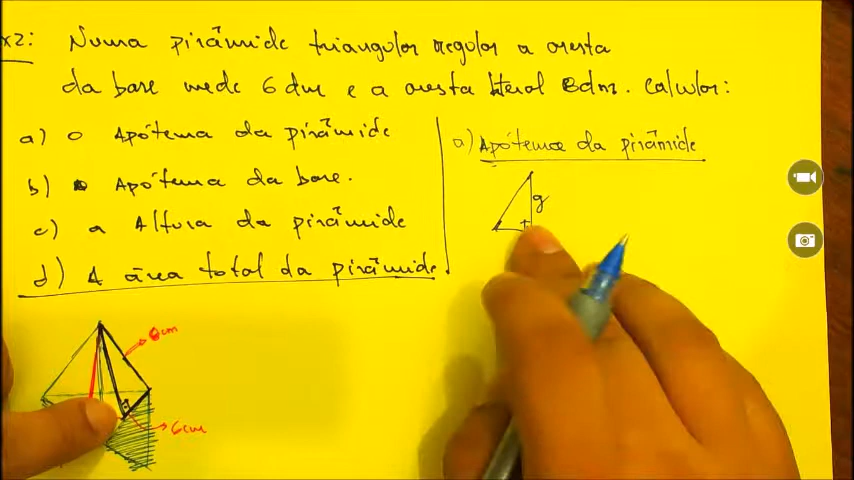 x2: Numa pirâmide triangular regular a aresta
da base mede 6 dm e a aresta lateral 8dm. Calcular:
a) o Apótema da pirâmide
b) o Apótema da base.
c) a Altura da pirâmide
d) A área total da pirâmide
a) Apótema da pirâmide
g
8cm
6cm